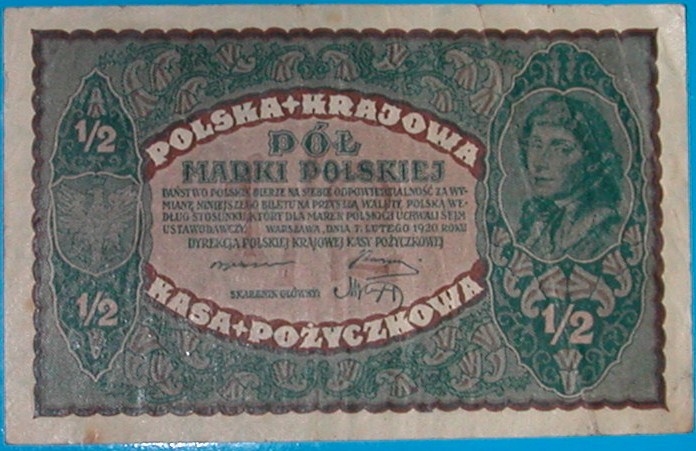 1/2
POLSKA+KRAJOWA
PÓŁ
MARKI POLSKIEJ
PAŃSTWO POLSKIE BIERZE NA SIEBIE ODPOWIEDZIALNOŚĆ ZA WY-
MIANĘ NINIEJSZEGO BILETU NA PRZYSZŁĄ WALUTĘ POLSKĄ WE-
DŁUG STOSUNKU, KTÓRY DLA MAREK POLSKICH UCHWALI SEJM
USTAWODAWCZY. WARSZAWA, DNIA 7. LUTEGO 1920 ROKU
DYREKCJA POLSKIEJ KRAJOWEJ KASY POŻYCZKOWEJ
SKARBNIK GŁÓWNY:
KASA+POŻYCZKOWA
1/2
1/2